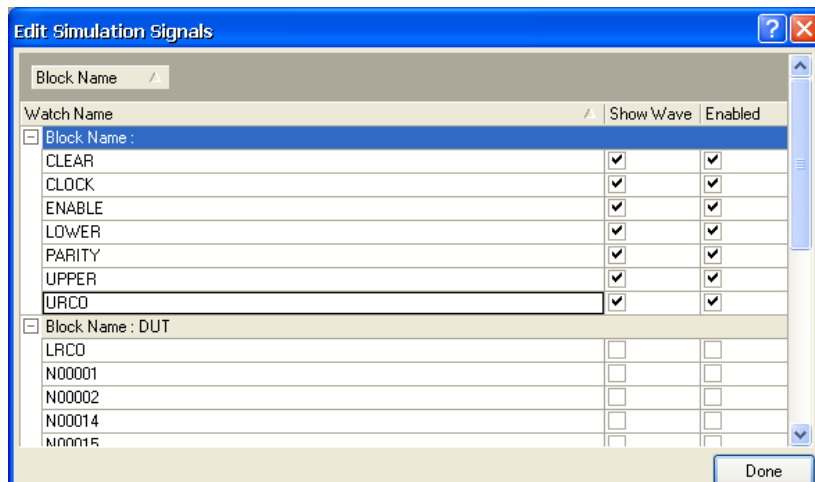 Edit Simulation Signals
Block Name
Watch Name Show Wave Enabled
Block Name :
CLEAR
CLOCK
ENABLE
LOWER
PARITY
UPPER
URCO
Block Name : DUT
LRCO
N00001
N00002
N00014
N00015
Done